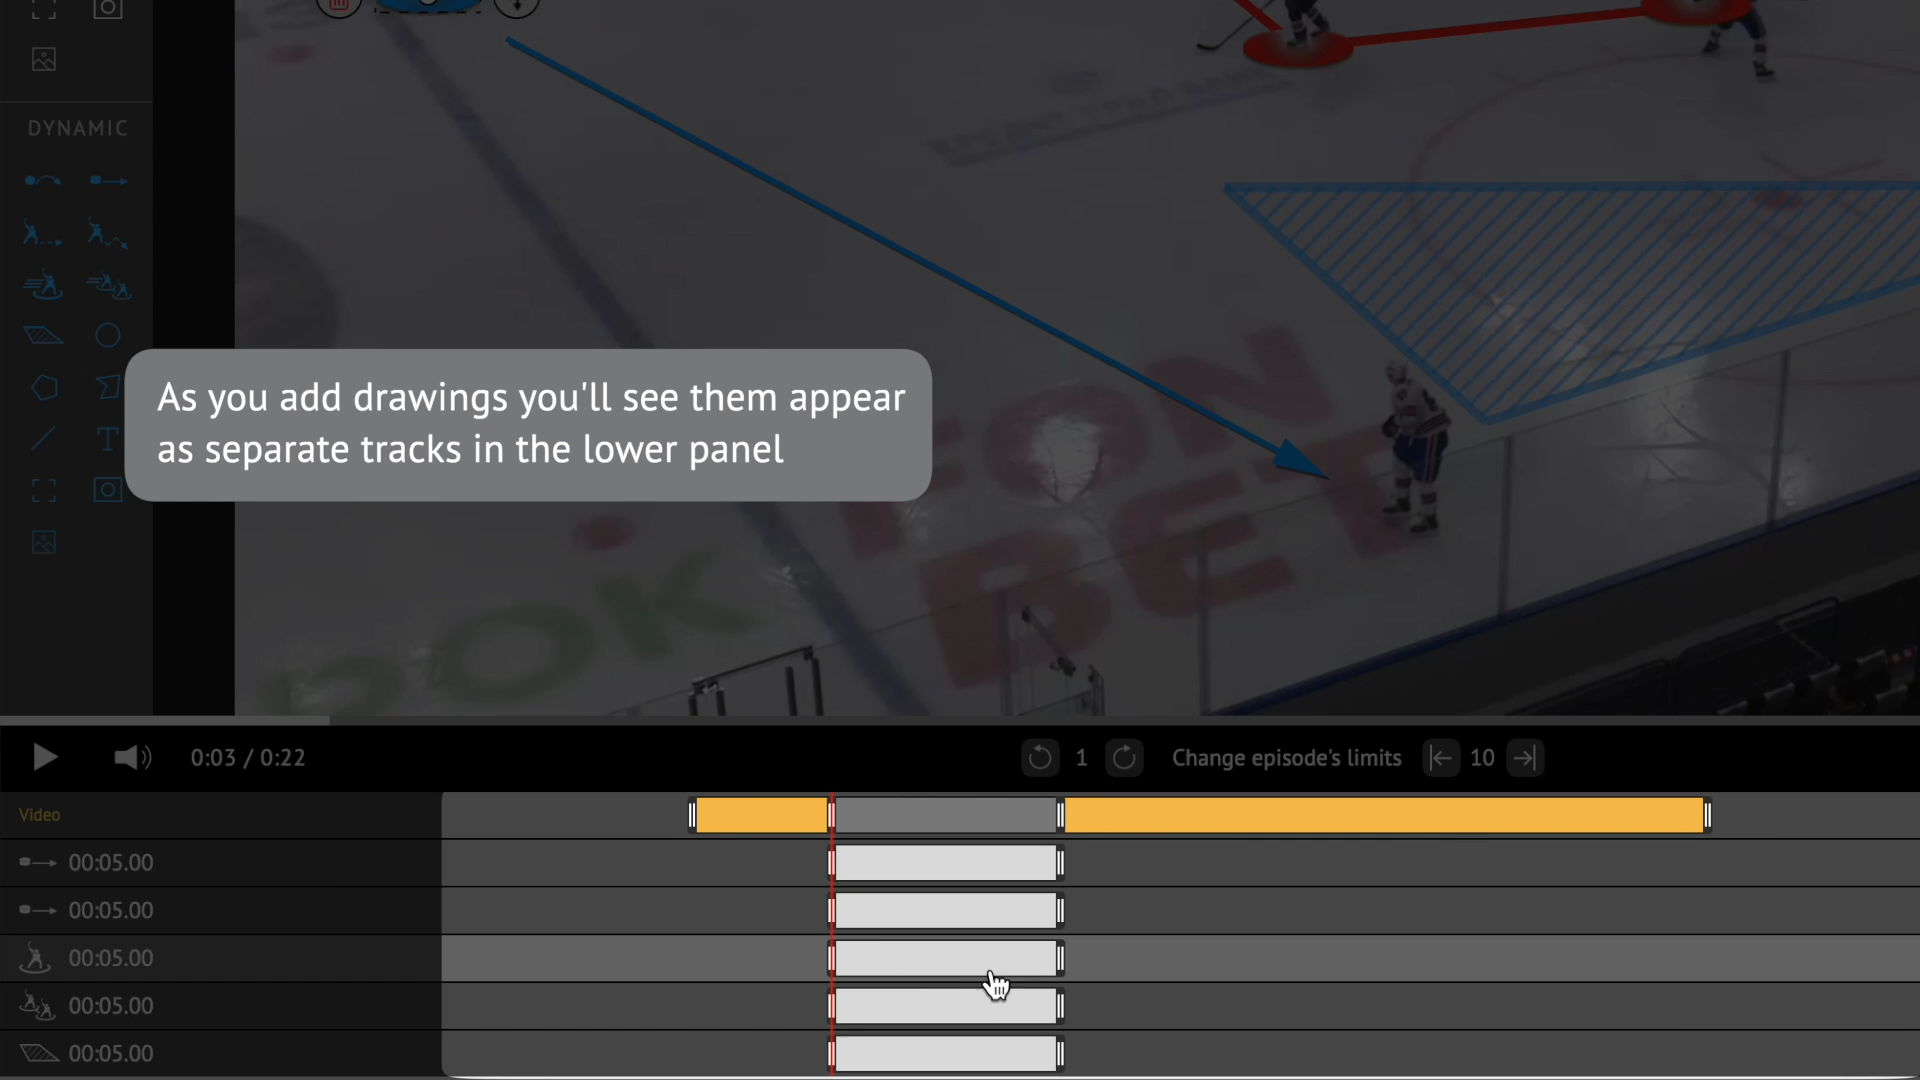 DYNAMIC
T
As you add drawings you'll see them appear
as separate tracks in the lower panel
BET
0:03 / 0:22
1
Change episode's limits
10
Video
00:05.00
00:05.00
00:05.00
00:05.00
00:05.00